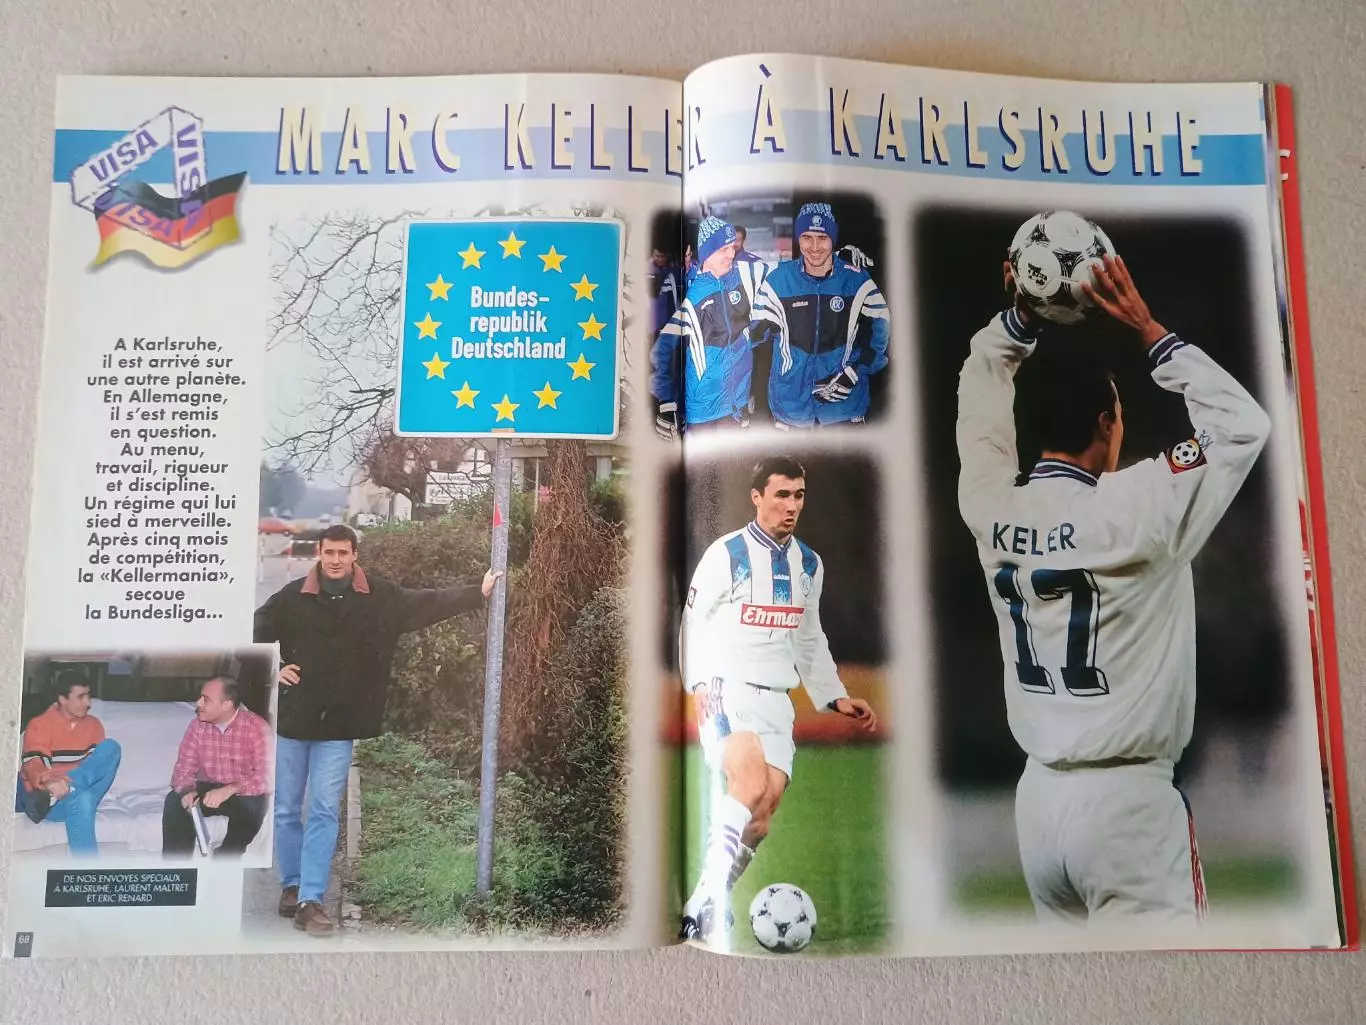 MARC KELLER À KARLSRUHE
VISA
VISA
VISA
A Karlsruhe,
il est arrivé sur
une autre planète.
En Allemagne,
il s'est remis
en question.
Au menu,
travail, rigueur
et discipline.
Un régime qui lui
sied à merveille.
Après cinq mois
de compétition,
la «Kellermania»,
secoue
la Bundesliga...
Bundes-
republik
Deutschland
adidas
adidas
Ehrma
KELER
17
DE NOS ENVOYES SPECIAUX
À KARLSRUHE, LAURENT MALTRET
ET ERIC RENARD
68